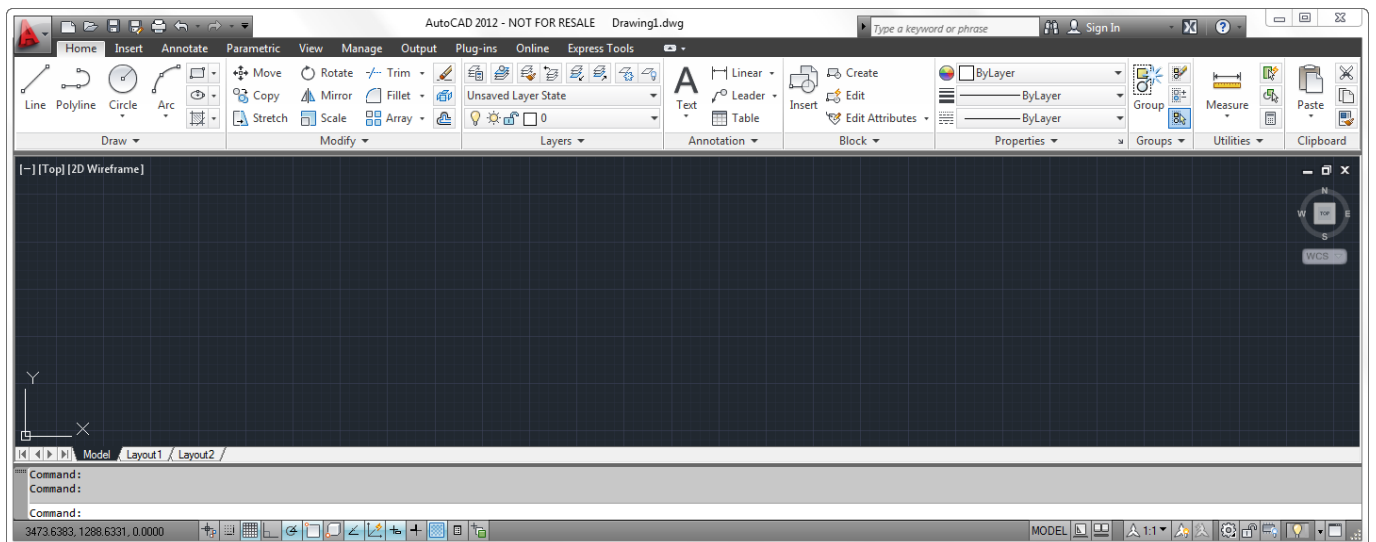 AutoCAD 2012 - NOT FOR RESALE Drawing1.dwg Type a keyword or phrase Sign In
Home Insert Annotate Parametric View Manage Output Plug-ins Online Express Tools
Line Polyline Circle Arc
Move Rotate Trim
Copy Mirror Fillet
Stretch Scale Array
Unsaved Layer State
0
Text
Linear
Leader
Table
Insert
Create
Edit
Edit Attributes
ByLayer
ByLayer
ByLayer
Group
Measure
Paste
Draw Modify Layers Annotation Block Properties Groups Utilities Clipboard
[–] [Top] [2D Wireframe]
N
W TOP E
S
WCS
Y
X
Model Layout1 Layout2
Command:
Command:
Command:
3473.6383, 1288.6331, 0.0000 MODEL 1:1